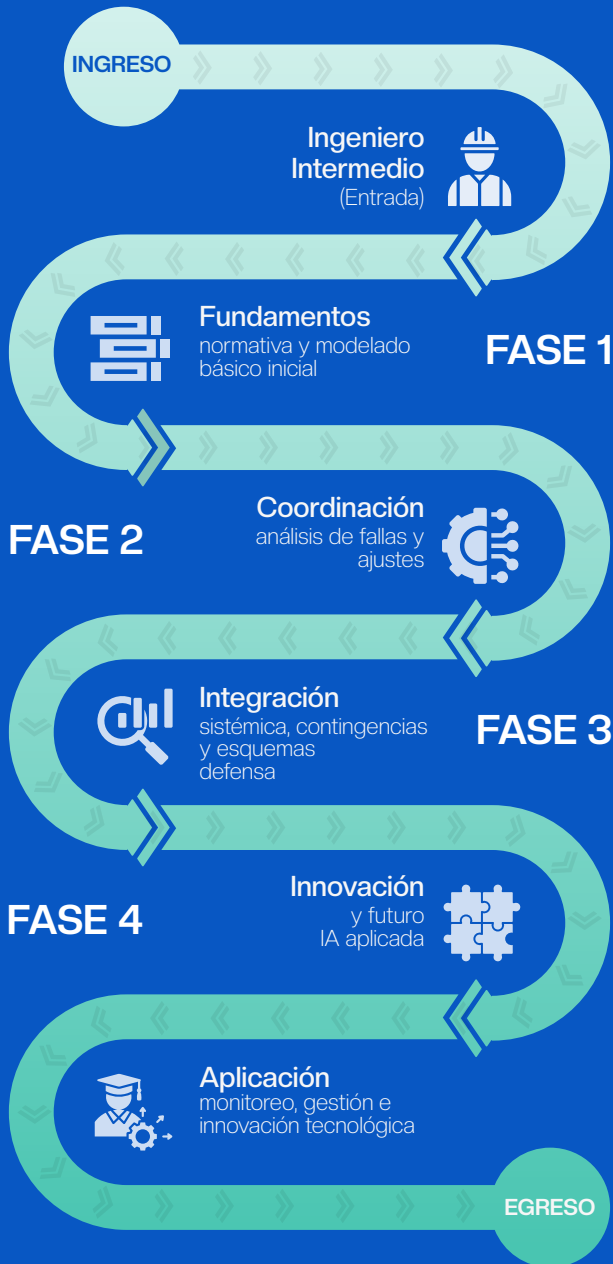 INGRESO
Ingeniero
Intermedio
(Entrada)
Fundamentos
normativa y modelado
básico inicial
FASE 1
FASE 2
Coordinación
análisis de fallas y
ajustes
Integración
sistémica, contingencias
y esquemas
defensa
FASE 3
FASE 4
Innovación
y futuro
IA aplicada
Aplicación
monitoreo, gestión e
innovación tecnológica
EGRESO